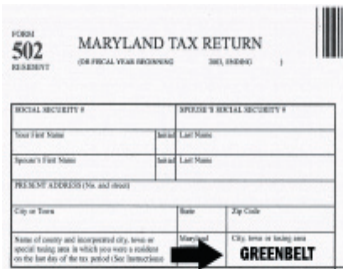 FORM
502
RESIDENT
MARYLAND TAX RETURN
(OR FISCAL YEAR BEGINNING 2003, ENDING )
SOCIAL SECURITY # SPOUSE'S SOCIAL SECURITY #
Your First Name Initial Last Name
Spouse's First Name Initial Last Name
PRESENT ADDRESS (No. and street)
City or Town State Zip Code
Name of county and incorporated city, town or
special taxing area in which you were a resident
on the last day of the tax period (See Instructions)
Maryland
City, town or taxing area
GREENBELT